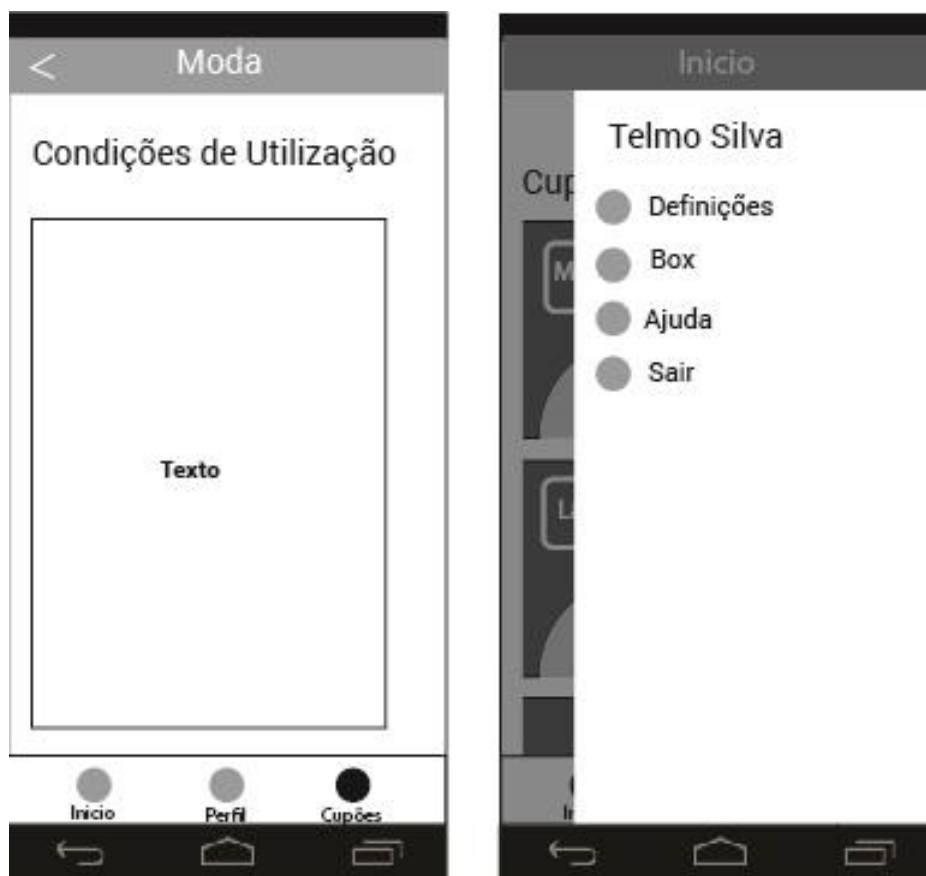 < Moda
Condições de Utilização
Texto
Inicio Perfil Cupões
Inicio
Telmo Silva
Cup
Definições
M
Box
Ajuda
Sair
L